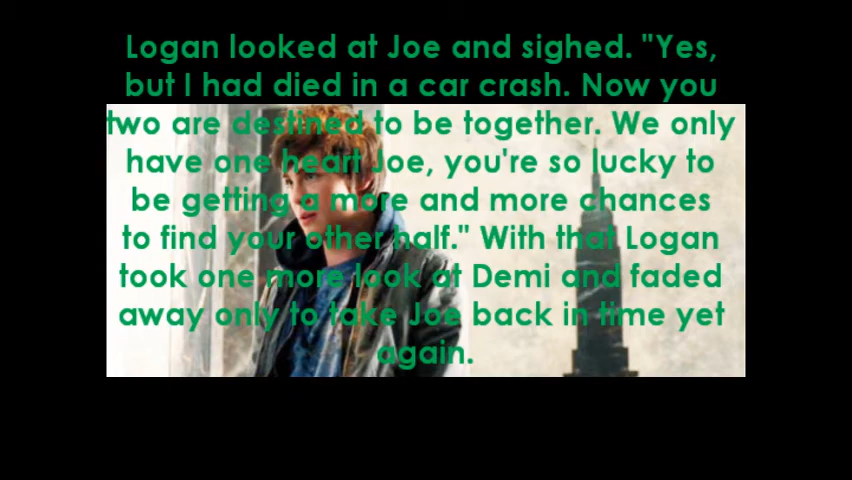 Logan looked at Joe and sighed. "Yes,
but I had died in a car crash. Now you
two are destined to be together. We only
have one heart Joe, you're so lucky to
be getting a more and more chances
to find your other half." With that Logan
took one more look at Demi and faded
away only to take Joe back in time yet
again.